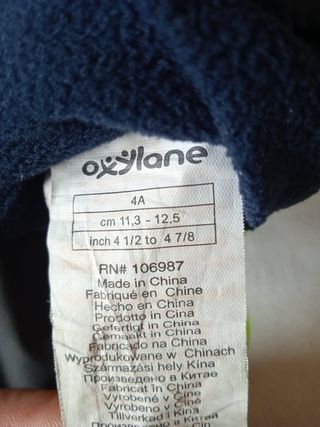 oxylane
4A
cm 11,3 - 12,5
inch 4 1/2 to 4 7/8
RN# 106987
Made in China
Fabriqué en Chine
Hecho en China
Prodotto in Cina
Gefertigt in China
Gemaakt in China
Fabricado na China
Wyprodukowane w Chinach
Származási hely Kína
Произведено в Китае
Fabricat în China
Vyrobené v Číne
Vyrobeno v Číně
Tillverkad i Kina